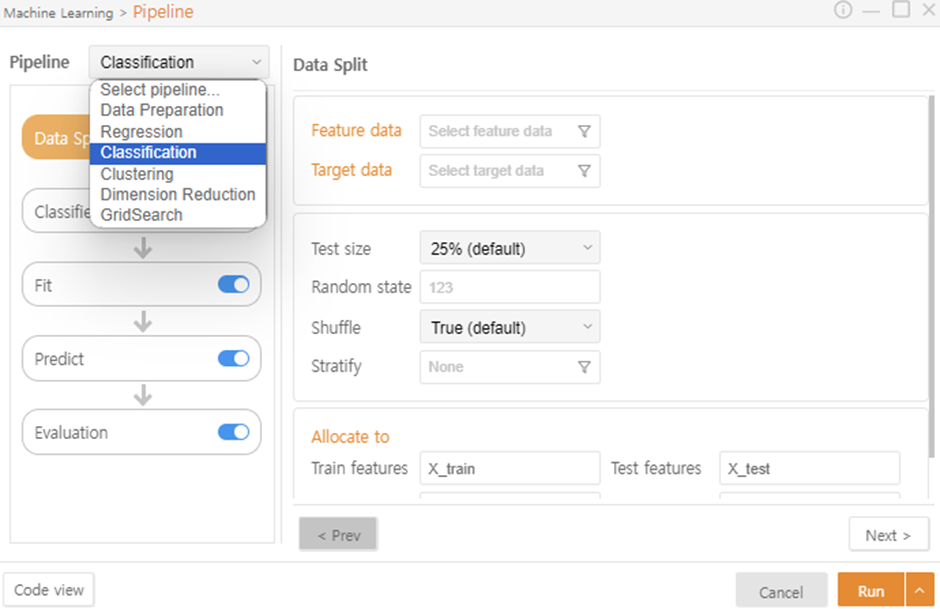 Machine Learning > Pipeline
Pipeline
Classification
Select pipeline...
Data Preparation
Regression
Classification
Clustering
Dimension Reduction
GridSearch
Data Sp
Classifie
Fit
Predict
Evaluation
Data Split
Feature data Select feature data
Target data Select target data
Test size 25% (default)
Random state 123
Shuffle True (default)
Stratify None
Allocate to
Train features X_train Test features X_test
< Prev Next >
Code view Cancel Run